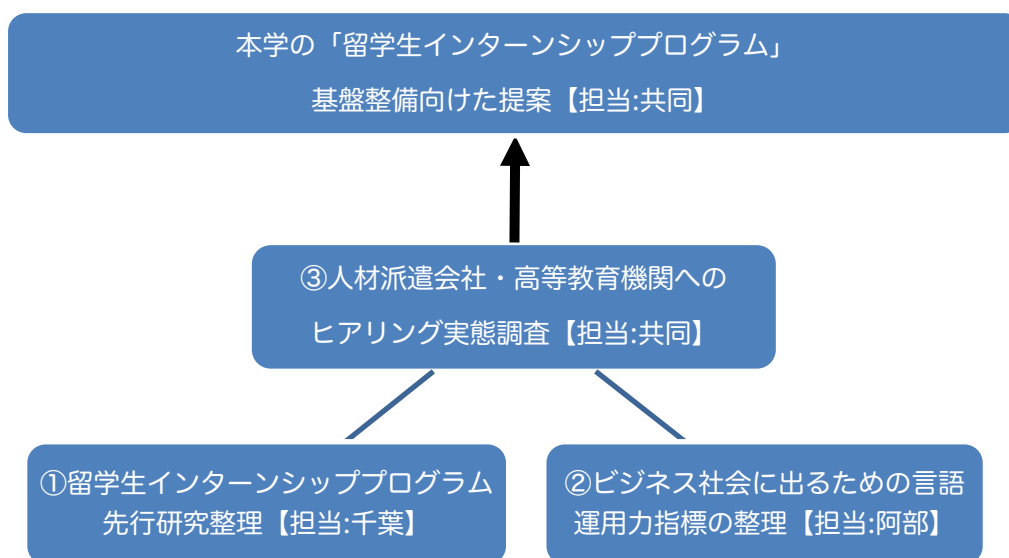 本学の「留学生インターンシッププログラム」
基盤整備向けた提案【担当:共同】
③人材派遣会社・高等教育機関への
ヒアリング実態調査【担当:共同】
①留学生インターンシッププログラム
先行研究整理【担当:千葉】
②ビジネス社会に出るための言語
運用力指標の整理【担当:阿部】